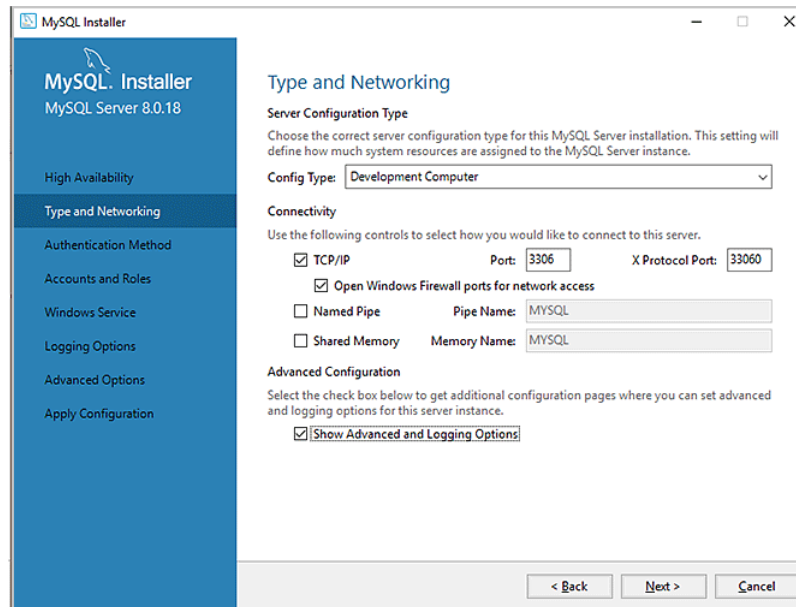 MySQL Installer
MySQL. Installer
MySQL Server 8.0.18
High Availability
Type and Networking
Authentication Method
Accounts and Roles
Windows Service
Logging Options
Advanced Options
Apply Configuration
Type and Networking
Server Configuration Type
Choose the correct server configuration type for this MySQL Server installation. This setting will
define how much system resources are assigned to the MySQL Server instance.
Config Type: Development Computer
Connectivity
Use the following controls to select how you would like to connect to this server.
TCP/IP Port: 3306 X Protocol Port: 33060
Open Windows Firewall ports for network access
Named Pipe Pipe Name: MYSQL
Shared Memory Memory Name: MYSQL
Advanced Configuration
Select the check box below to get additional configuration pages where you can set advanced
and logging options for this server instance.
Show Advanced and Logging Options
< Back Next > Cancel